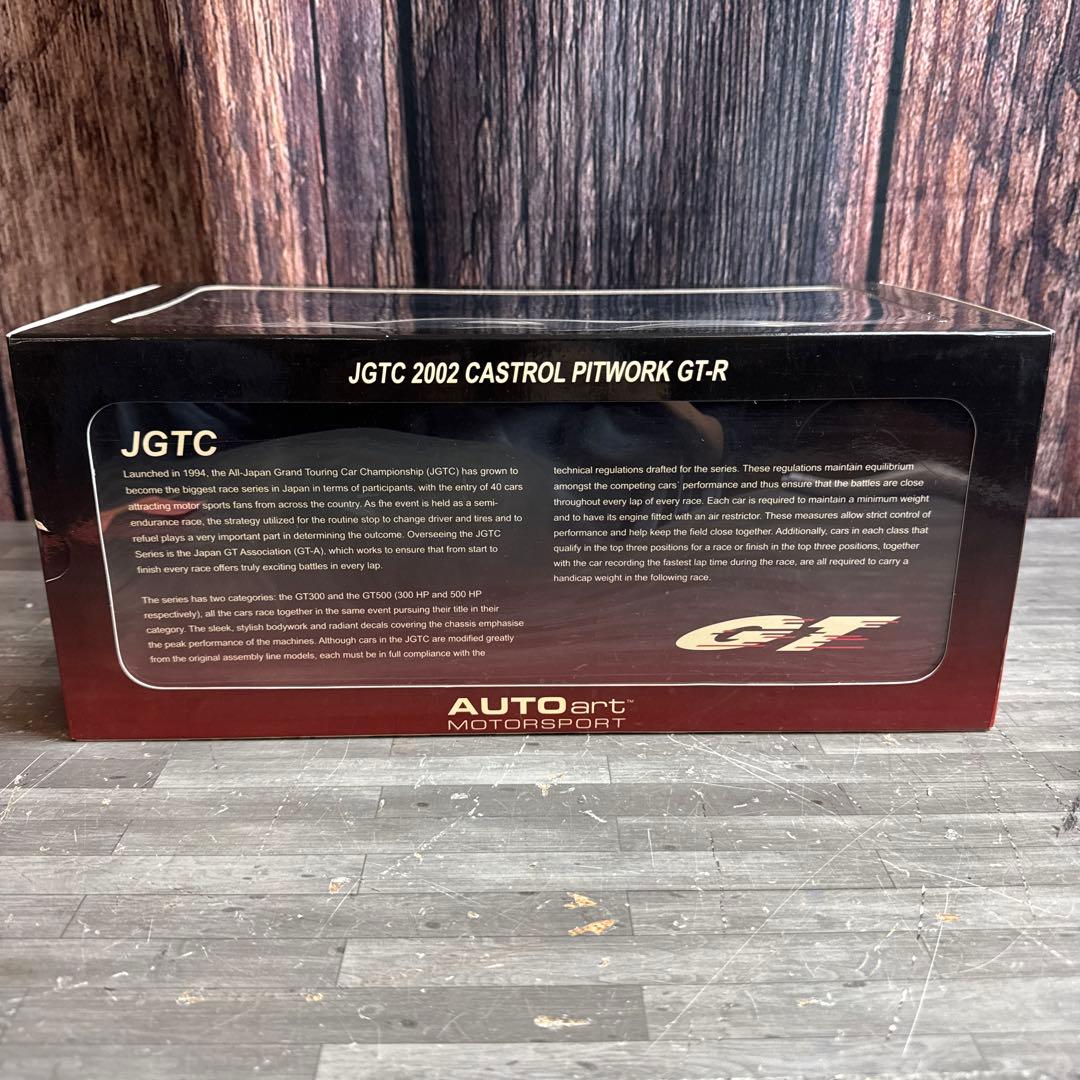 JGTC 2002 CASTROL PITWORK GT-R
JGTC
Launched in 1994, the All-Japan Grand Touring Car Championship (JGTC) has grown to
become the biggest race series in Japan in terms of participants, with the entry of 40 cars
attracting motor sports fans from across the country. As the event is held as a semi-
endurance race, the strategy utilized for the routine stop to change driver and tires and to
refuel plays a very important part in determining the outcome. Overseeing the JGTC
Series is the Japan GT Association (GT-A), which works to ensure that from start to
finish every race offers truly exciting battles in every lap.
The series has two categories: the GT300 and the GT500 (300 HP and 500 HP
respectively), all the cars race together in the same event pursuing their title in their
category. The sleek, stylish bodywork and radiant decals covering the chassis emphasise
the peak performance of the machines. Although cars in the JGTC are modified greatly
from the original assembly line models, each must be in full compliance with the
technical regulations drafted for the series. These regulations maintain equilibrium
amongst the competing cars' performance and thus ensure that the battles are close
throughout every lap of every race. Each car is required to maintain a minimum weight
and to have its engine fitted with an air restrictor. These measures allow strict control of
performance and help keep the field close together. Additionally, cars in each class that
qualify in the top three positions for a race or finish in the top three positions, together
with the car recording the fastest lap time during the race, are all required to carry a
handicap weight in the following race.
GT
AUTOart™
MOTORSPORT